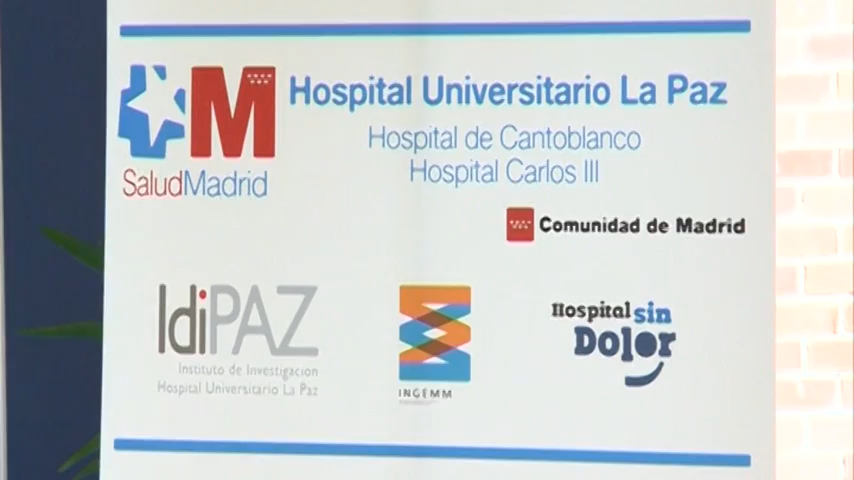 Hospital Universitario La Paz
Hospital de Cantoblanco
Hospital Carlos III
M
SaludMadrid
Comunidad de Madrid
IdiPAZ
Instituto de Investigacion
Hospital Universitario La Paz
INGEMM
Hospital sin
Dolor